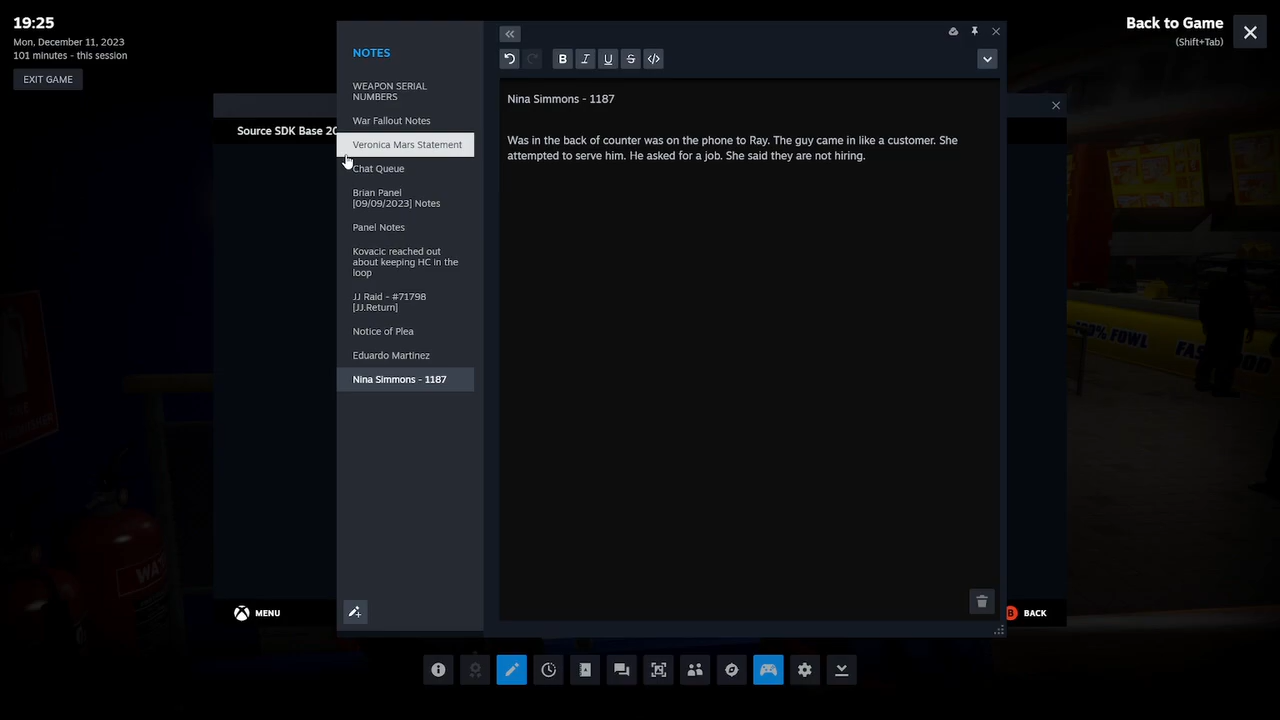 19:25
Mon, December 11, 2023
101 minutes - this session
EXIT GAME
Back to Game
(Shift+Tab)
Source SDK Base 20
NOTES
WEAPON SERIAL
NUMBERS
War Fallout Notes
Veronica Mars Statement
Chat Queue
Brian Panel
[09/09/2023] Notes
Panel Notes
Kovacic reached out
about keeping HC in the
loop
JJ Raid - #71798
[JJ.Return]
Notice of Plea
Eduardo Martinez
Nina Simmons - 1187
B I U S </>
Nina Simmons - 1187
Was in the back of counter was on the phone to Ray. The guy came in like a customer. She
attempted to serve him. He asked for a job. She said they are not hiring.
100% FOWL
MENU
B BACK